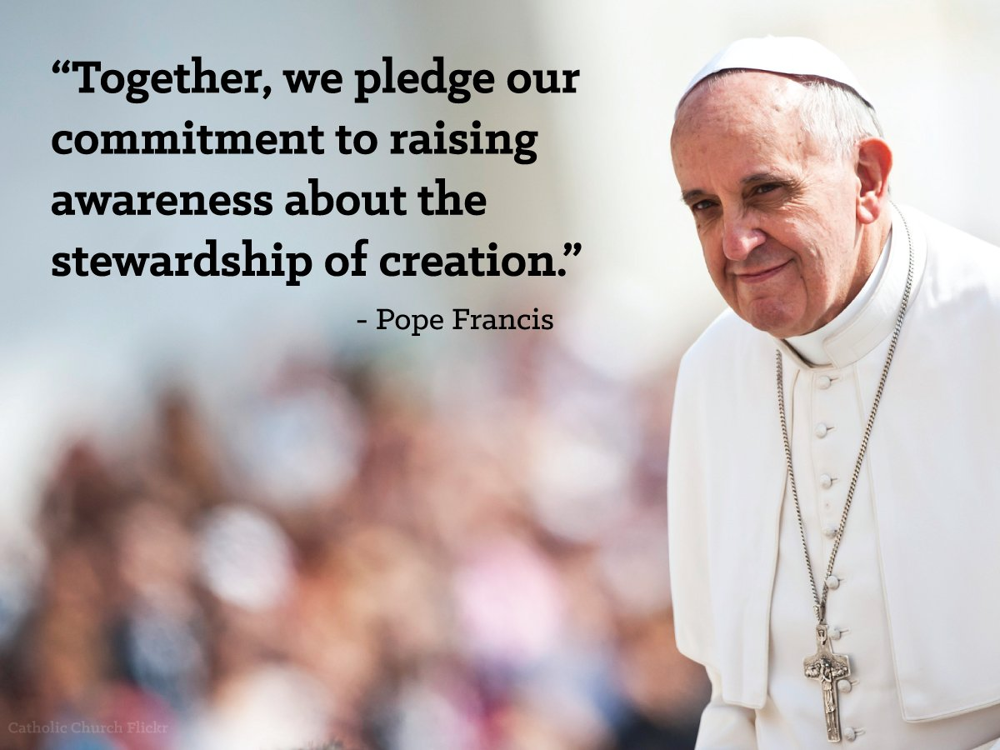 “Together, we pledge our
commitment to raising
awareness about the
stewardship of creation.”
- Pope Francis
Catholic Church Flickr